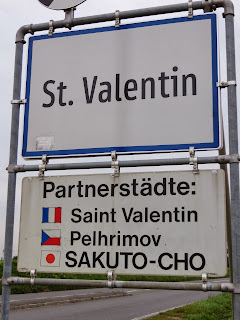 St. Valentin
Partnerstädte:
Saint Valentin
Pelhrimov
SAKUTO-CHO